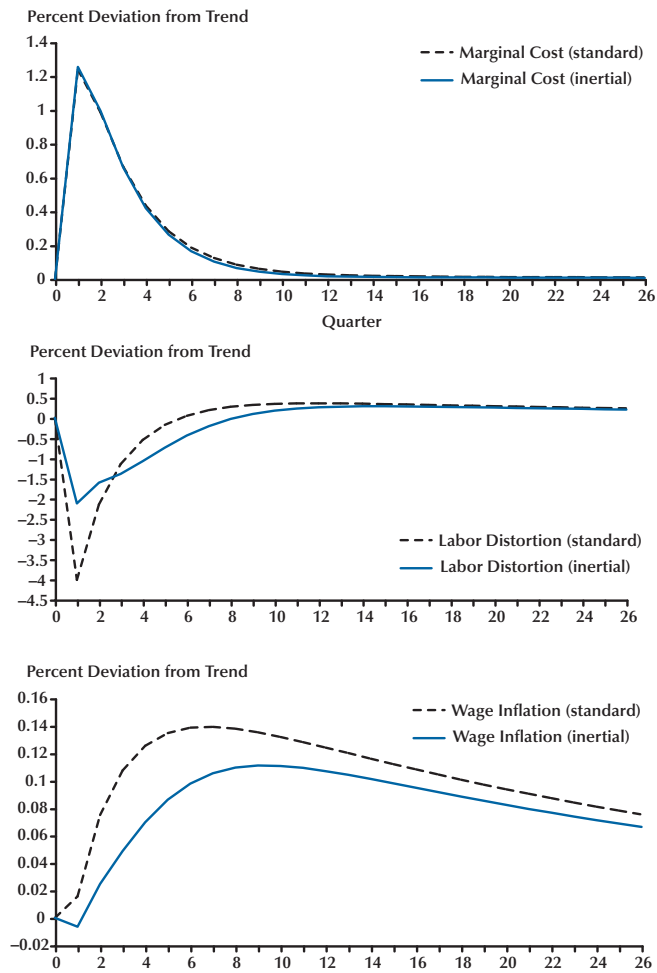 Percent Deviation from Trend
1.4
1.2
1
0.8
0.6
0.4
0.2
0
Marginal Cost (standard)
Marginal Cost (inertial)
0 2 4 6 8 10 12 14 16 18 20 22 24 26
Quarter
Percent Deviation from Trend
1
0.5
0
−0.5
−1
−1.5
−2
−2.5
−3
−3.5
−4
−4.5
Labor Distortion (standard)
Labor Distortion (inertial)
0 2 4 6 8 10 12 14 16 18 20 22 24 26
Percent Deviation from Trend
0.16
0.14
0.12
0.1
0.08
0.06
0.04
0.02
0
−0.02
Wage Inflation (standard)
Wage Inflation (inertial)
0 2 4 6 8 10 12 14 16 18 20 22 24 26